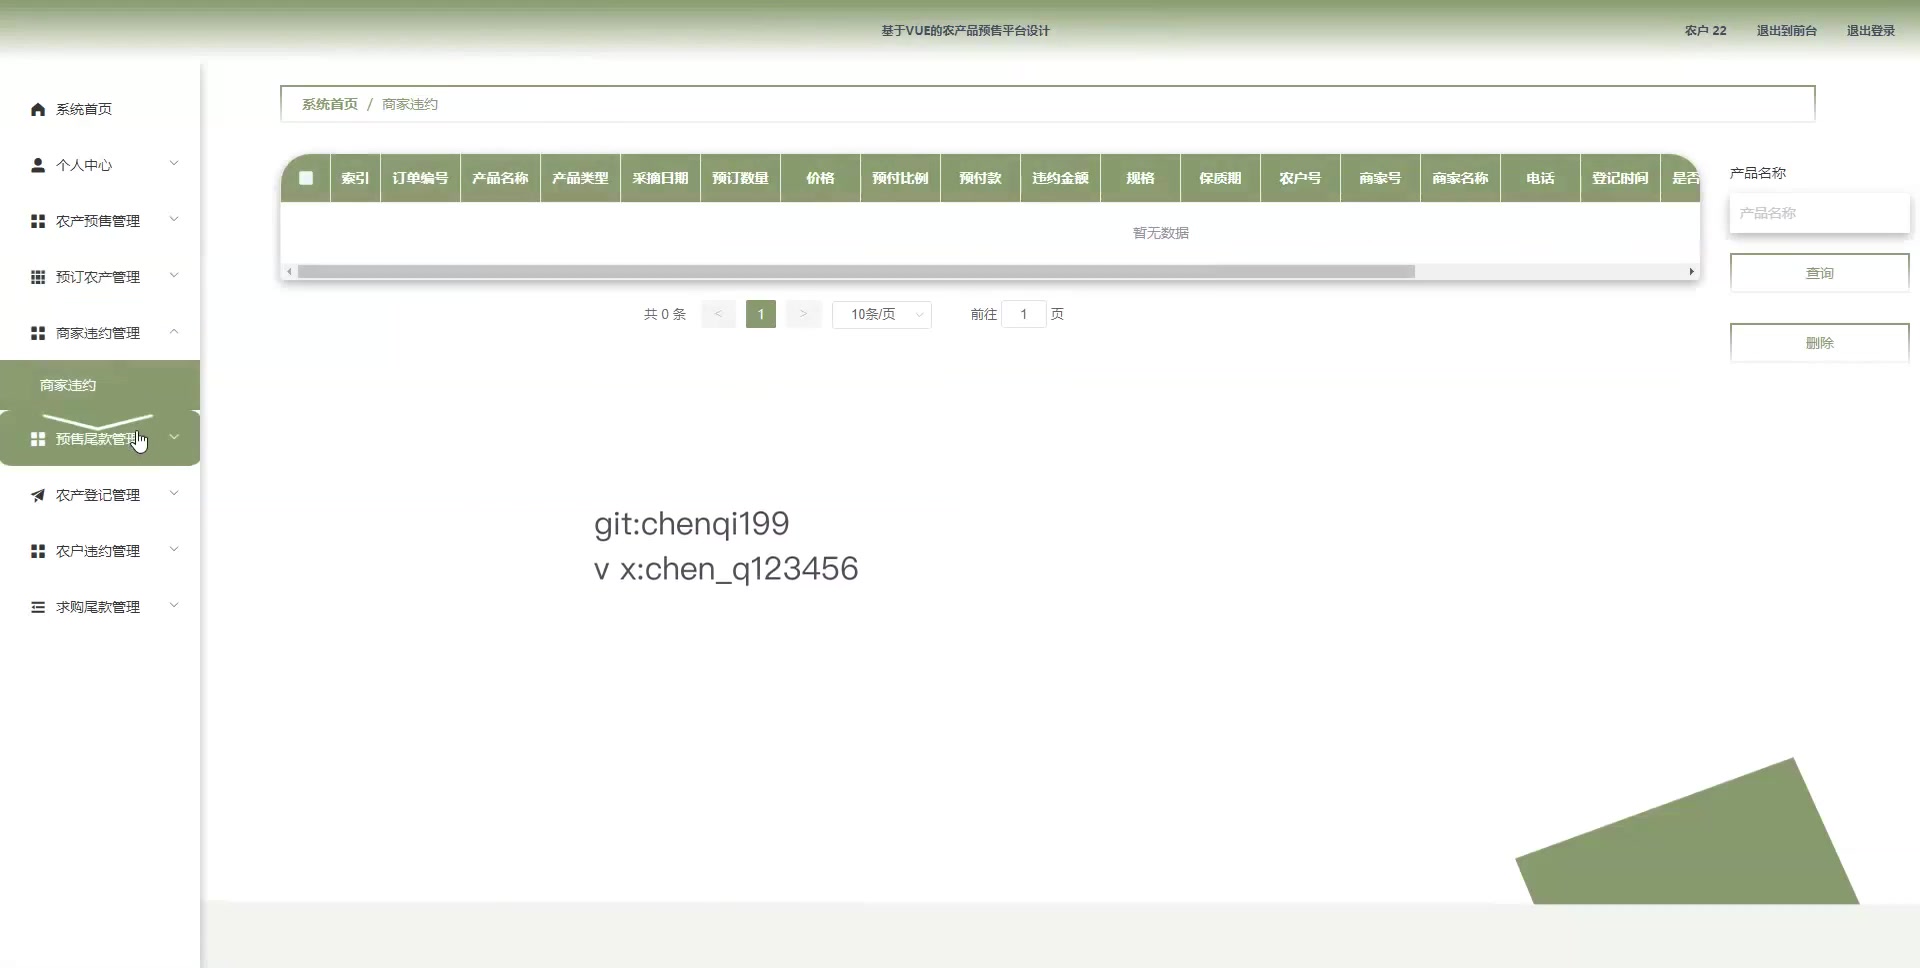 基于VUE的农产品预售平台设计
农户 22 退出到前台 退出登录
系统首页
个人中心
农产预售管理
预订农产管理
商家违约管理
商家违约
预售尾款管理
农产登记管理
农户违约管理
求购尾款管理
系统首页 / 商家违约
索引 订单编号 产品名称 产品类型 采摘日期 预订数量 价格 预付比例 预付款 违约金额 规格 保质期 农户号 商家号 商家名称 电话 登记时间 是否
暂无数据
共 0 条 < 1 > 10条/页 前往 1 页
产品名称
产品名称
查询
删除
git:chenqi199
v x:chen_q123456